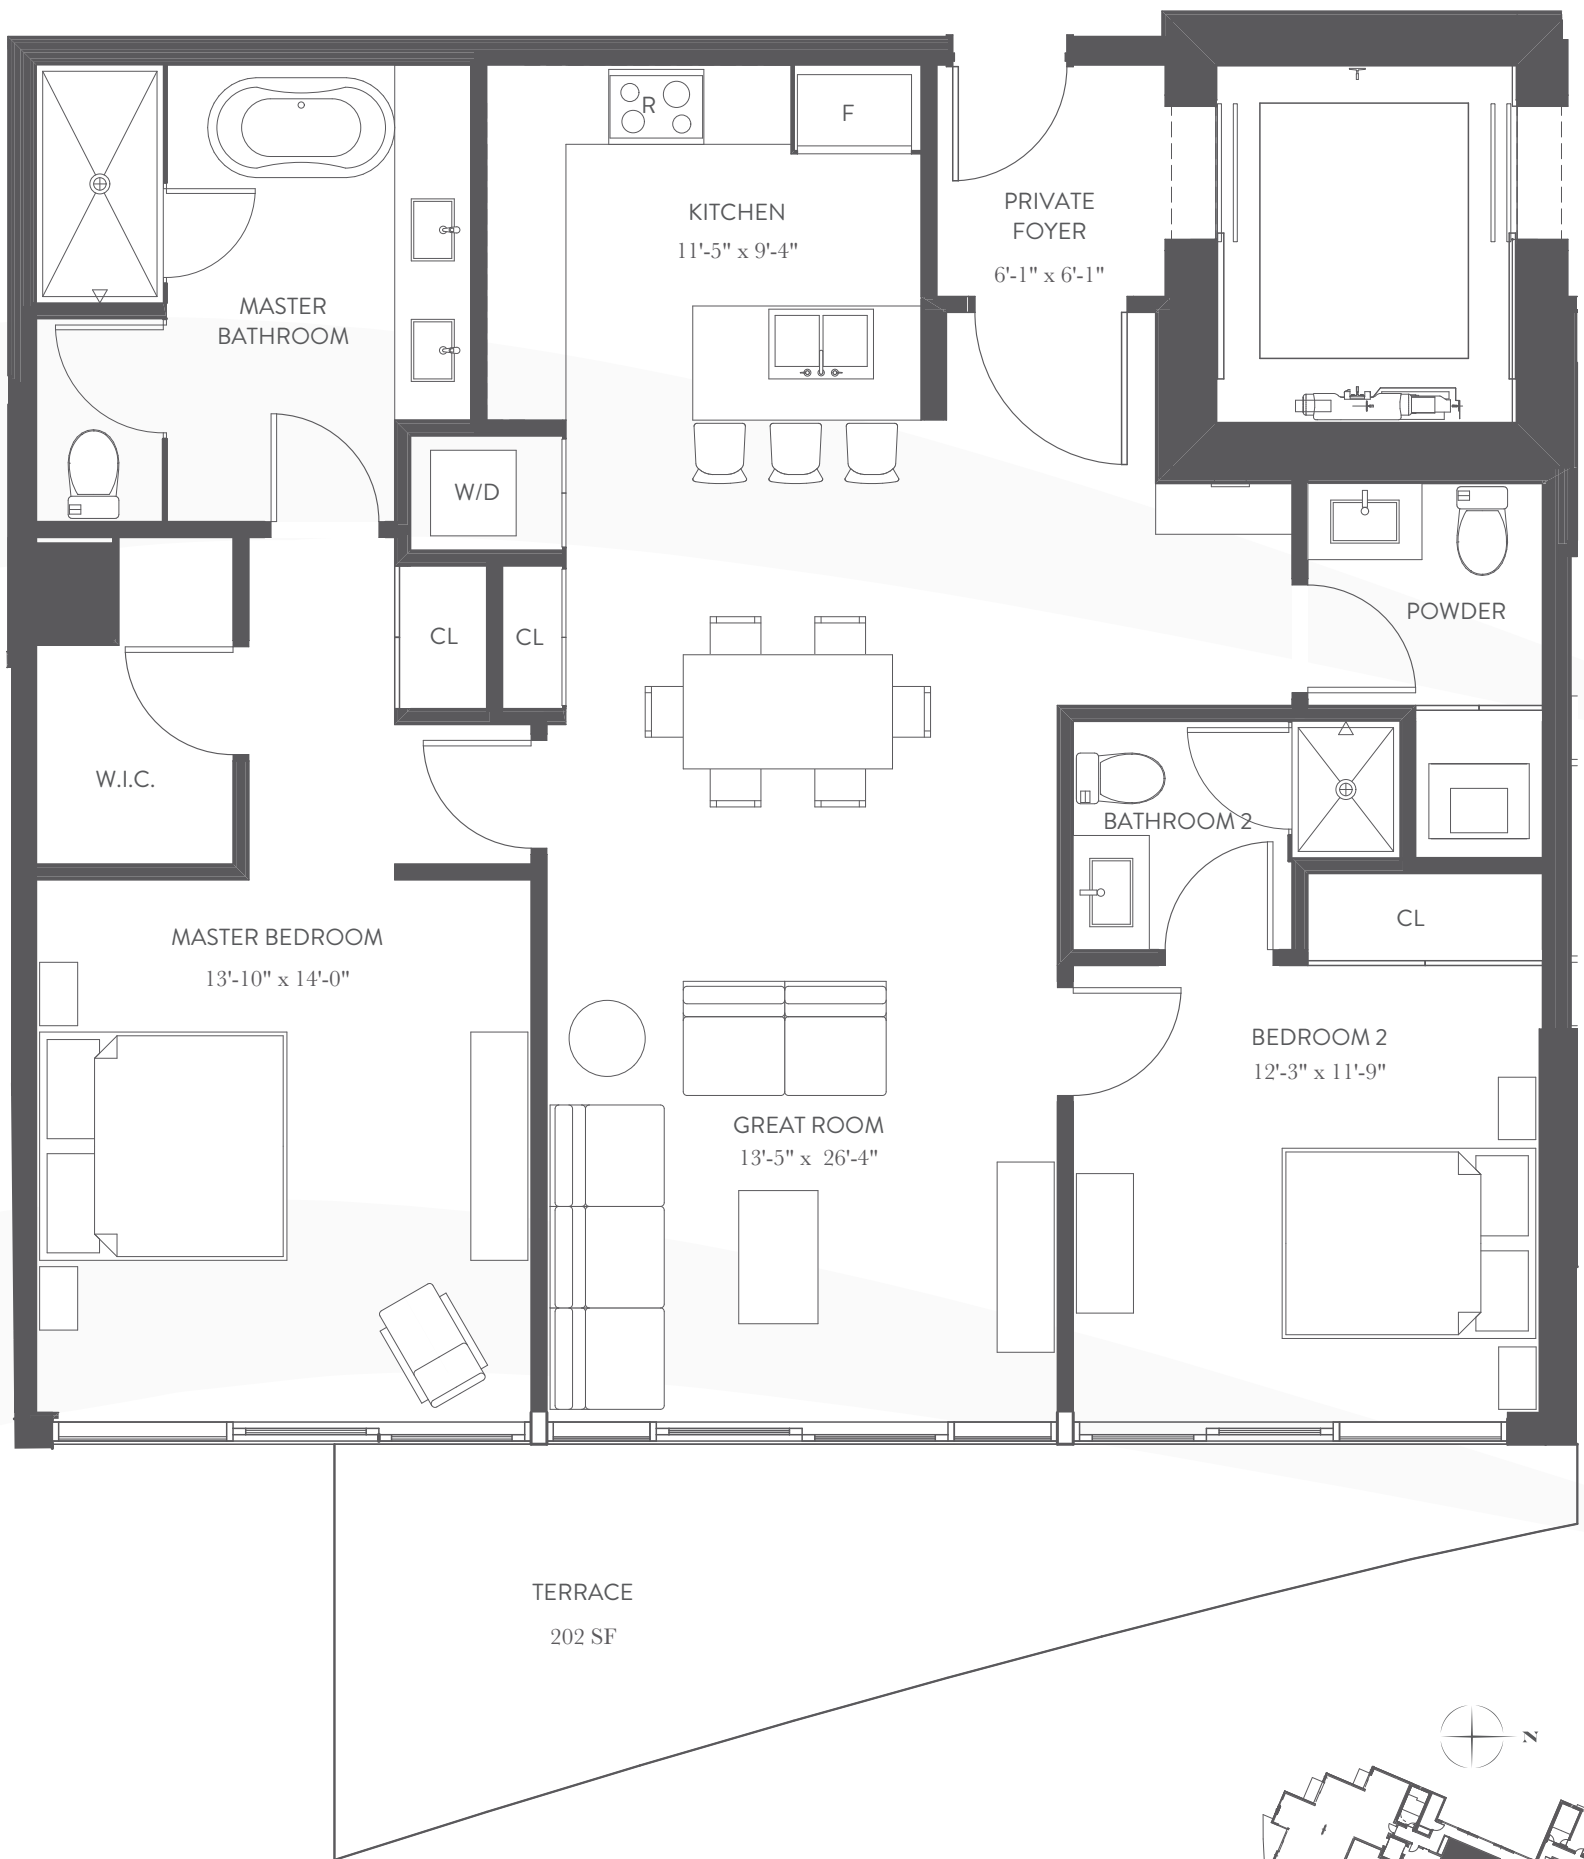 R
F
KITCHEN
11'-5" x 9'-4"
PRIVATE
FOYER
6'-1" x 6'-1"
MASTER
BATHROOM
W/D
CL
CL
POWDER
W.I.C.
BATHROOM 2
CL
MASTER BEDROOM
13'-10" x 14'-0"
BEDROOM 2
12'-3" x 11'-9"
GREAT ROOM
13'-5" x 26'-4"
TERRACE
202 SF
N